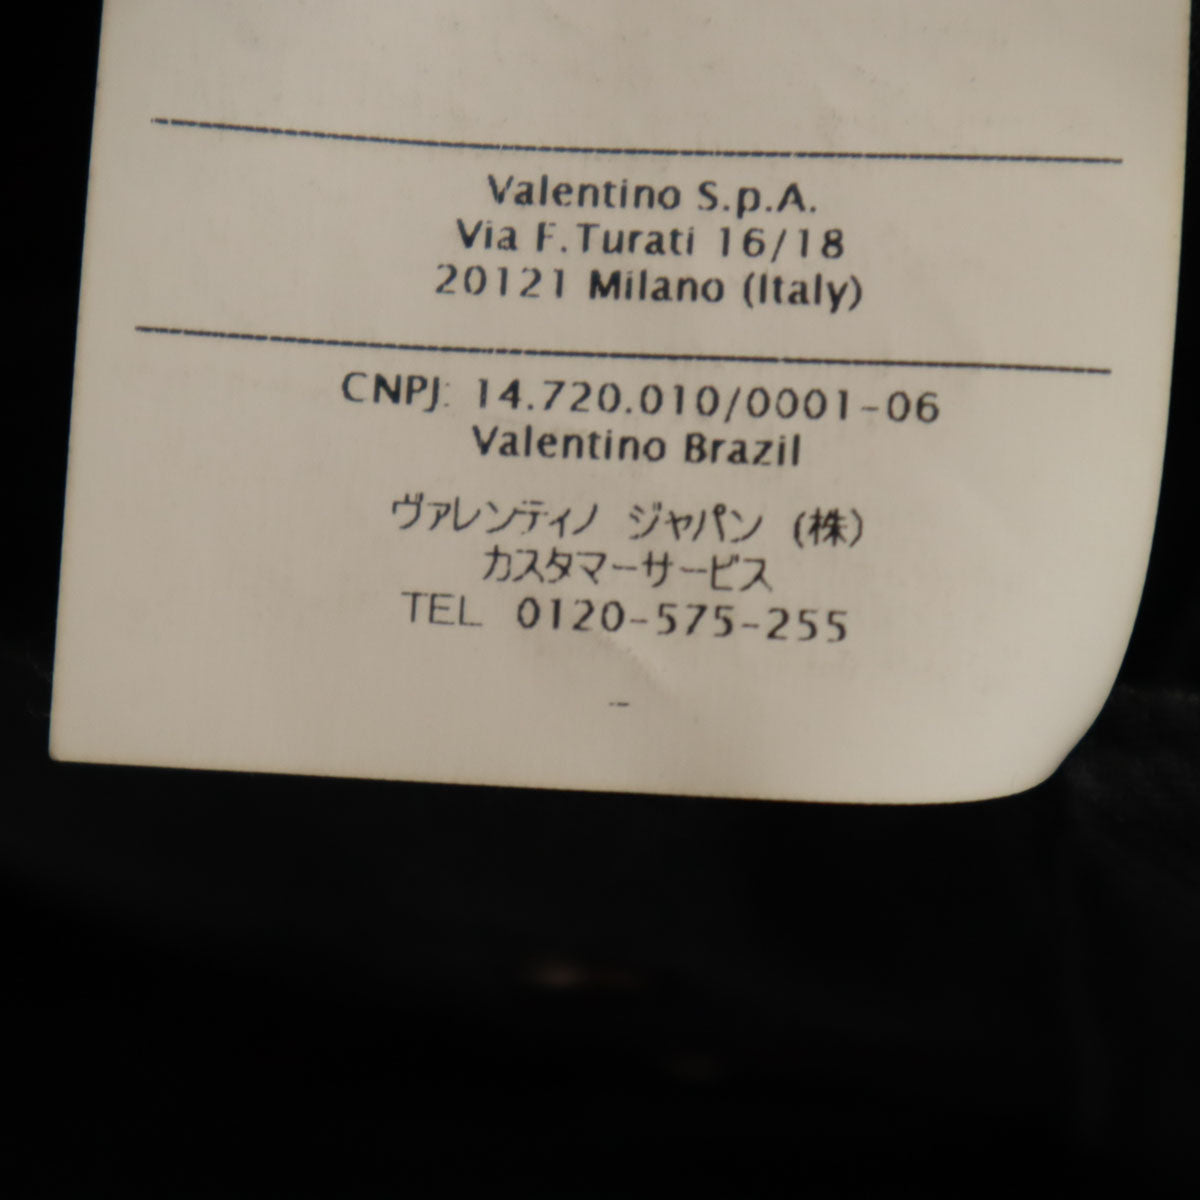 Valentino S.p.A.
Via F.Turati 16/18
20121 Milano (Italy)
CNPJ: 14.720.010/0001-06
Valentino Brazil
ヴァレンティノ ジャパン (株)
カスタマーサービス
TEL 0120-575-255